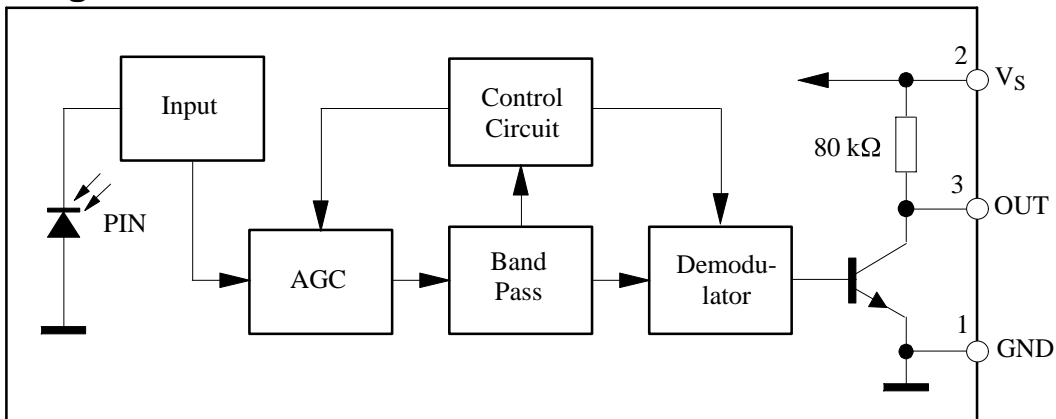 Input
Control
Circuit
2
V_S
80 kΩ
3
OUT
PIN
AGC
Band
Pass
Demodu-
lator
1
GND